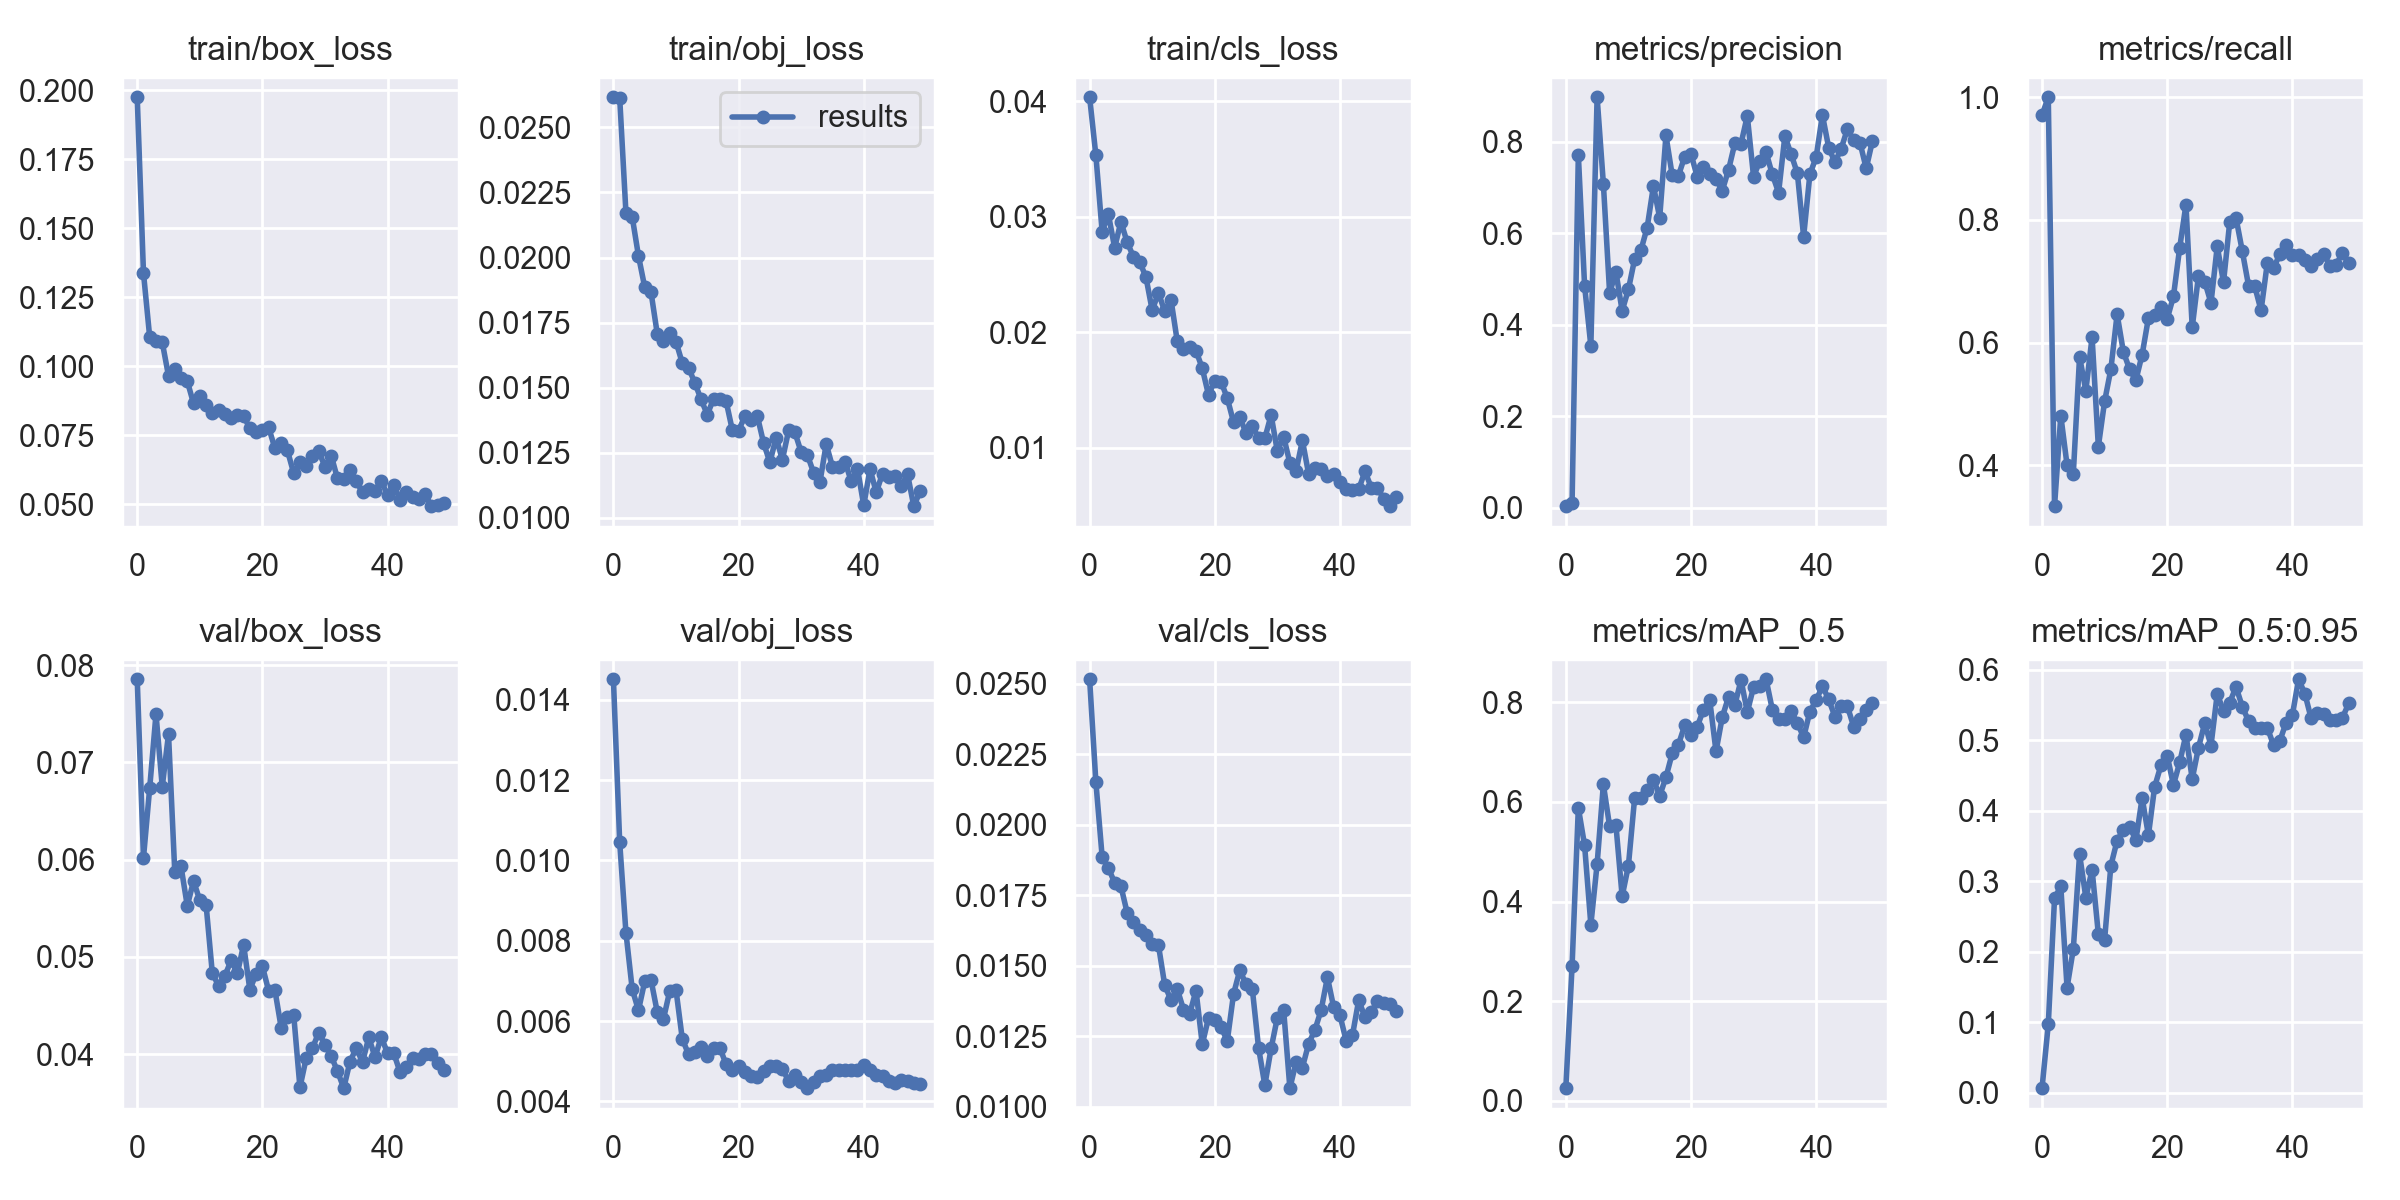 train/box_loss
0.200
0.175
0.150
0.125
0.100
0.075
0.050
0 20 40
train/obj_loss
results
0.0250
0.0225
0.0200
0.0175
0.0150
0.0125
0.0100
0 20 40
train/cls_loss
0.04
0.03
0.02
0.01
0 20 40
metrics/precision
0.8
0.6
0.4
0.2
0.0
0 20 40
metrics/recall
1.0
0.8
0.6
0.4
0 20 40
val/box_loss
0.08
0.07
0.06
0.05
0.04
0 20 40
val/obj_loss
0.014
0.012
0.010
0.008
0.006
0.004
0 20 40
val/cls_loss
0.0250
0.0225
0.0200
0.0175
0.0150
0.0125
0.0100
0 20 40
metrics/mAP_0.5
0.8
0.6
0.4
0.2
0.0
0 20 40
metrics/mAP_0.5:0.95
0.6
0.5
0.4
0.3
0.2
0.1
0.0
0 20 40